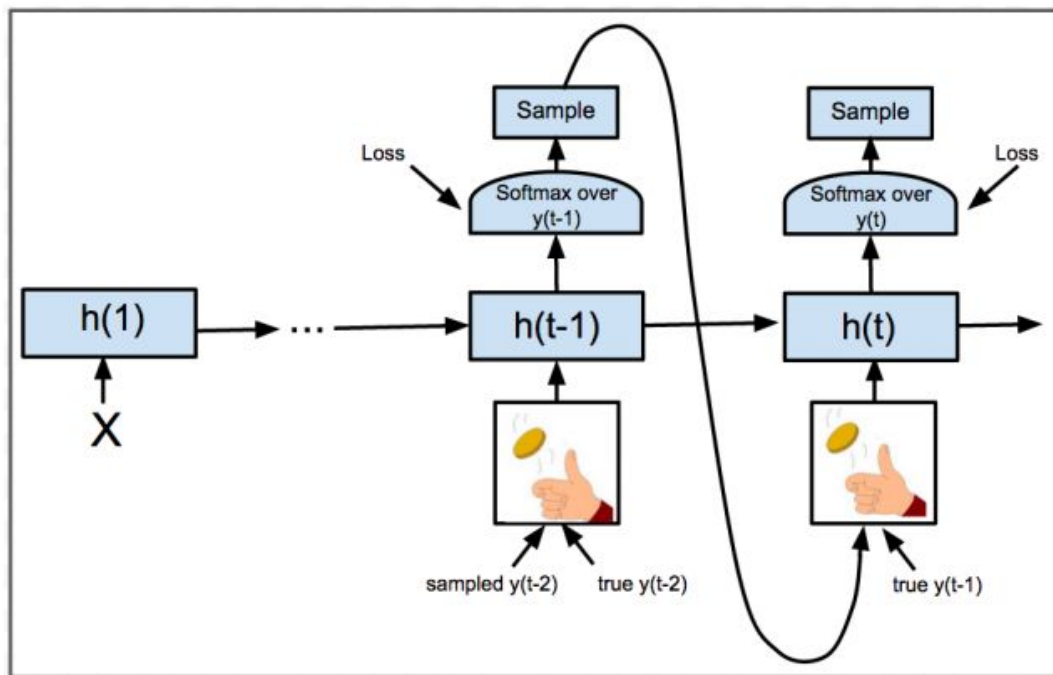 Sample
Sample
Loss
Loss
Softmax over
y(t-1)
Softmax over
y(t)
h(1)
...
h(t-1)
h(t)
X
sampled y(t-2)
true y(t-2)
true y(t-1)